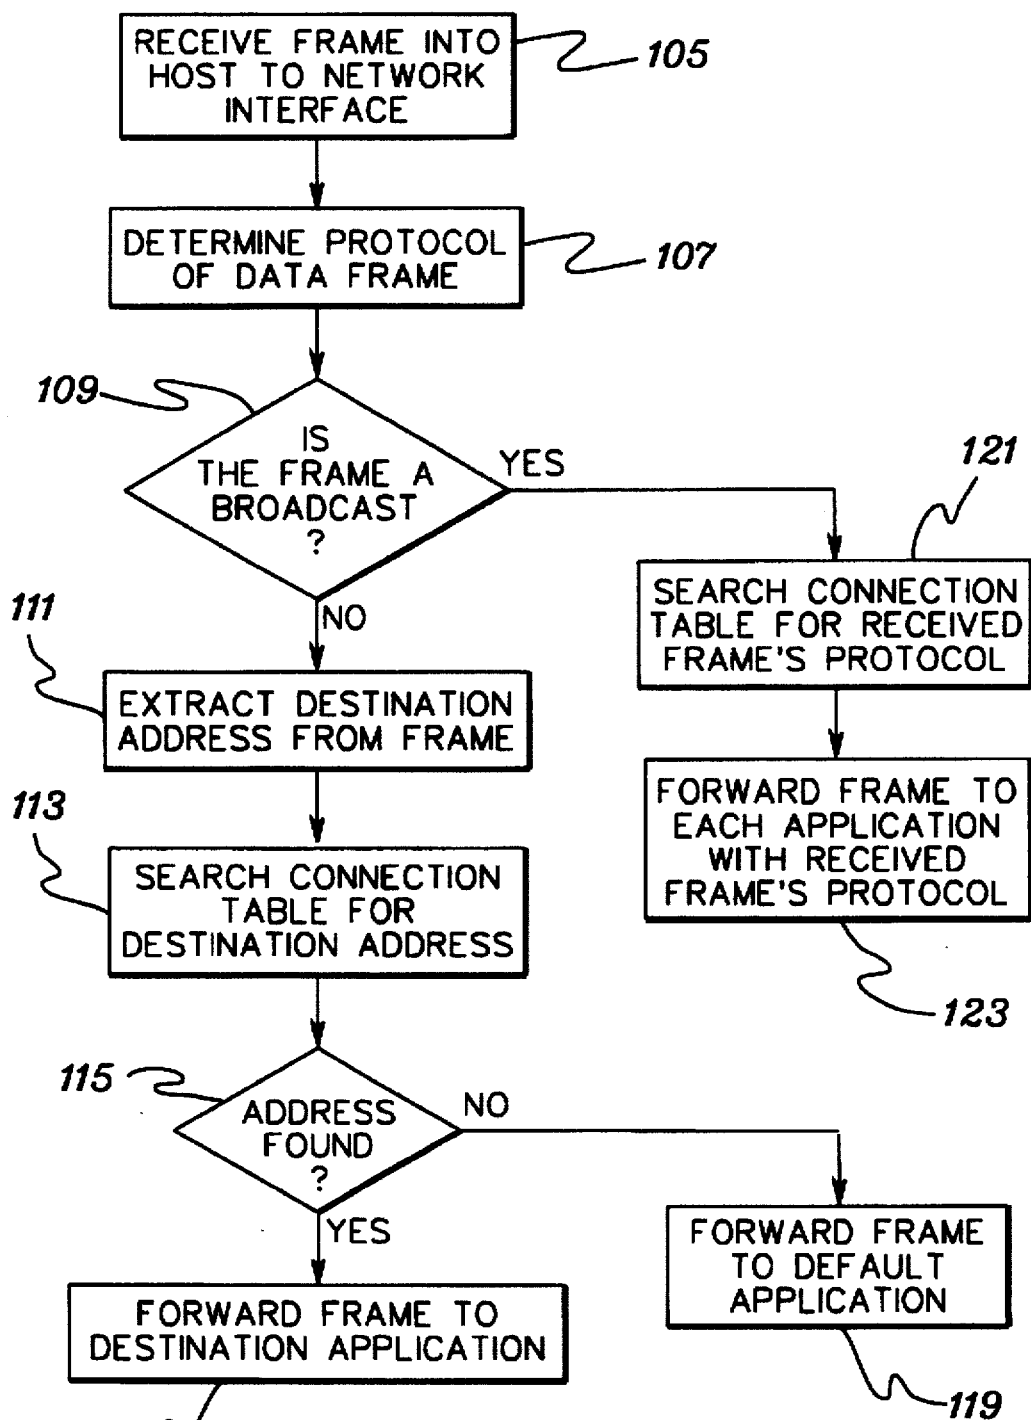 RECEIVE FRAME INTO
HOST TO NETWORK
INTERFACE
105
DETERMINE PROTOCOL
OF DATA FRAME
107
109
IS
THE FRAME A
BROADCAST
?
YES
NO
121
SEARCH CONNECTION
TABLE FOR RECEIVED
FRAME'S PROTOCOL
111
EXTRACT DESTINATION
ADDRESS FROM FRAME
FORWARD FRAME TO
EACH APPLICATION
WITH RECEIVED
FRAME'S PROTOCOL
123
113
SEARCH CONNECTION
TABLE FOR
DESTINATION ADDRESS
115
ADDRESS
FOUND
?
NO
YES
FORWARD FRAME
TO DEFAULT
APPLICATION
119
FORWARD FRAME TO
DESTINATION APPLICATION